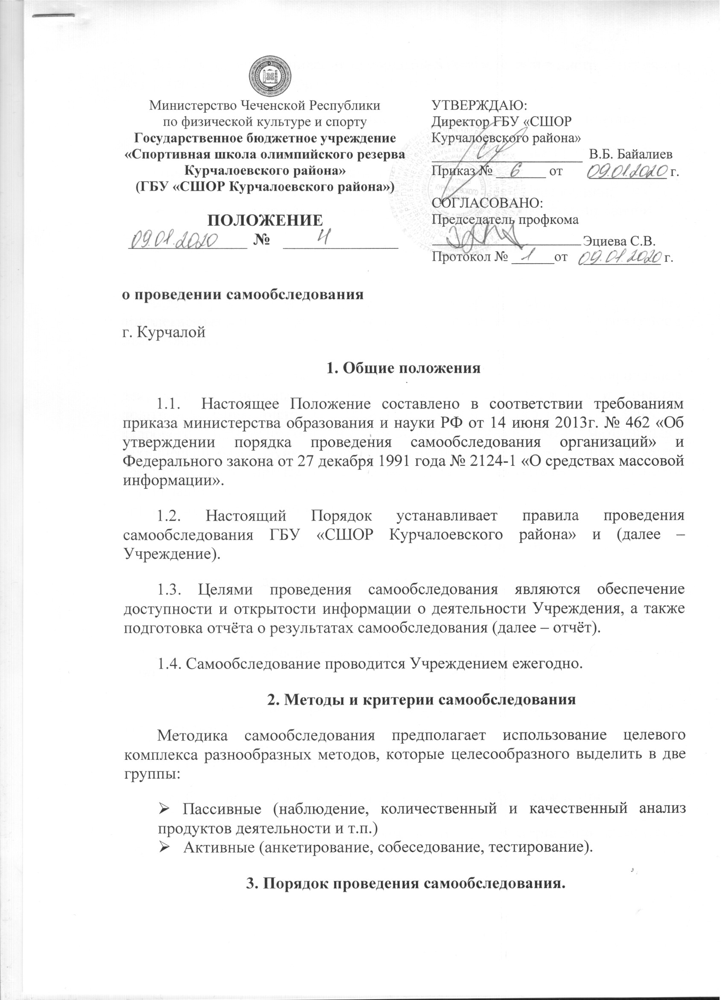 Министерство Чеченской Республики
по физической культуре и спорту
Государственное бюджетное учреждение
«Спортивная школа олимпийского резерва
Курчалоевского района»
(ГБУ «СШОР Курчалоевского района»)
ПОЛОЖЕНИЕ
09.01.2020 № 4
УТВЕРЖДАЮ:
Директор ГБУ «СШОР
Курчалоевского района»
В.Б. Байалиев
Приказ № 6 от 09.01.2020 г.
СОГЛАСОВАНО:
Председатель профкома
Эциева С.В.
Протокол № 1 от 09.01.2020 г.
о проведении самообследования
г. Курчалой
1. Общие положения
1.1. Настоящее Положение составлено в соответствии требованиям
приказа министерства образования и науки РФ от 14 июня 2013г. № 462 «Об
утверждении порядка проведения самообследования организаций» и
Федерального закона от 27 декабря 1991 года № 2124-1 «О средствах массовой
информации».
1.2. Настоящий Порядок устанавливает правила проведения
самообследования ГБУ «СШОР Курчалоевского района» и (далее –
Учреждение).
1.3. Целями проведения самообследования являются обеспечение
доступности и открытости информации о деятельности Учреждения, а также
подготовка отчёта о результатах самообследования (далее – отчёт).
1.4. Самообследование проводится Учреждением ежегодно.
2. Методы и критерии самообследования
Методика самообследования предполагает использование целевого
комплекса разнообразных методов, которые целесообразного выделить в две
группы:
➢ Пассивные (наблюдение, количественный и качественный анализ
продуктов деятельности и т.п.)
➢ Активные (анкетирование, собеседование, тестирование).
3. Порядок проведения самообследования.